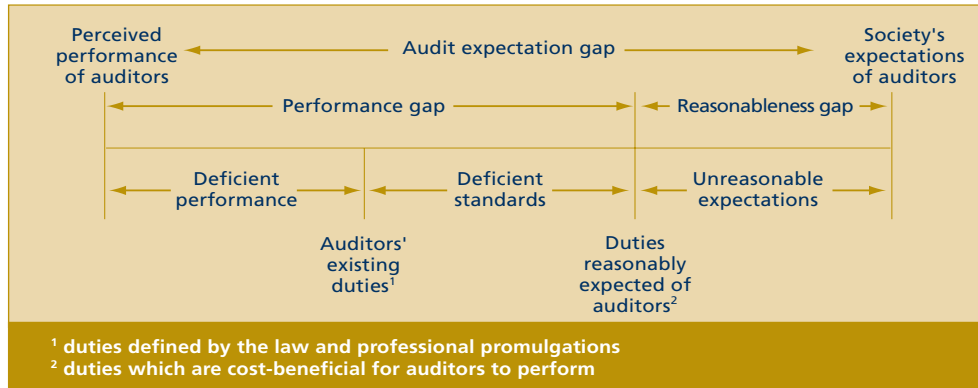 Perceived
performance
of auditors
Audit expectation gap
Society's
expectations
of auditors
Performance gap
Reasonableness gap
Deficient
performance
Deficient
standards
Unreasonable
expectations
Auditors'
existing
duties¹
Duties
reasonably
expected of
auditors²
¹ duties defined by the law and professional promulgations
² duties which are cost-beneficial for auditors to perform